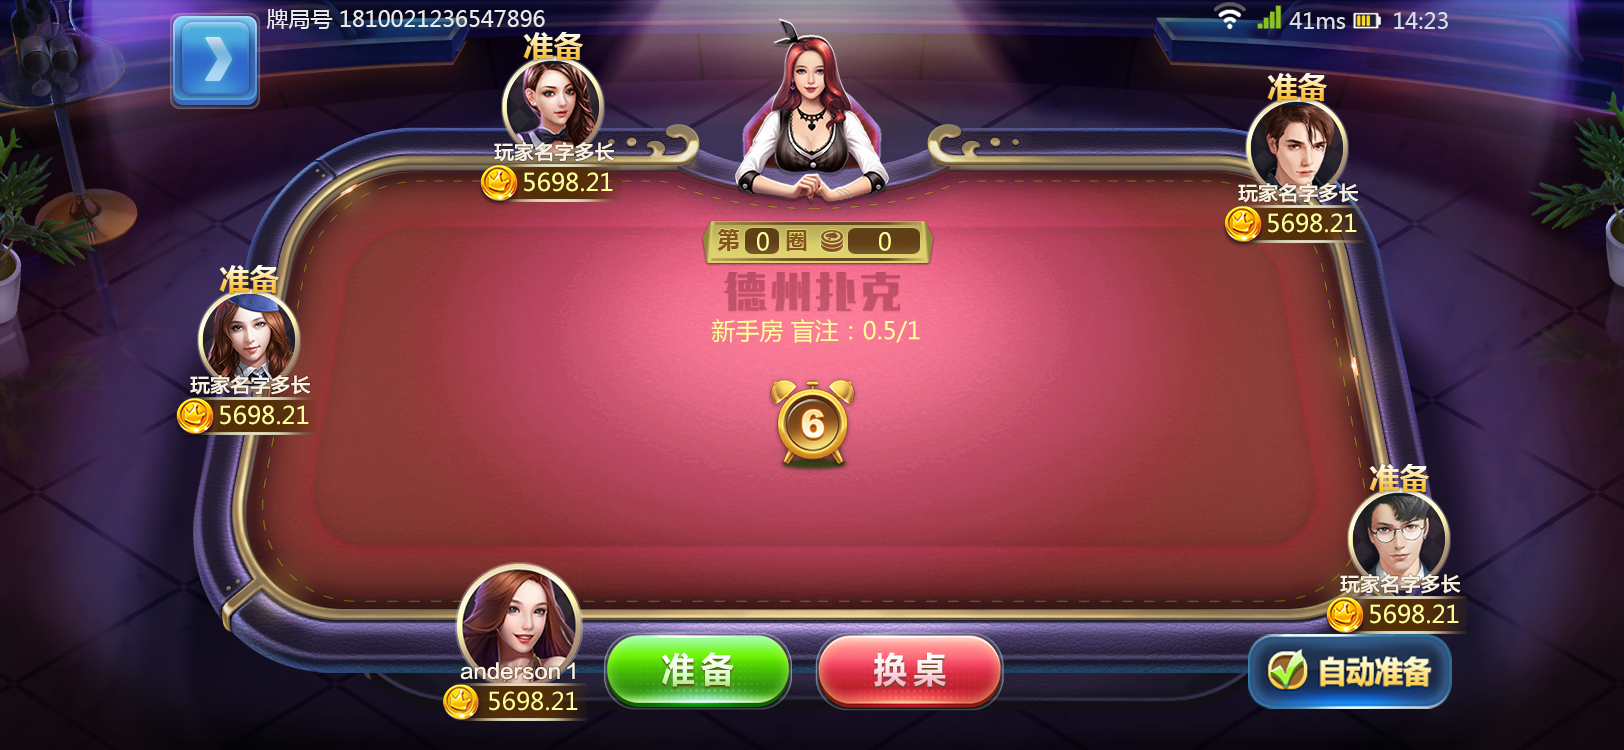 牌局号 1810021236547896
41ms 14:23
准备
玩家名字多长
5698.21
准备
玩家名字多长
5698.21
第 0 圈 0
德州扑克
新手房 盲注：0.5/1
准备
玩家名字多长
5698.21
6
准备
玩家名字多长
5698.21
anderson 1
5698.21
准备
换桌
自动准备